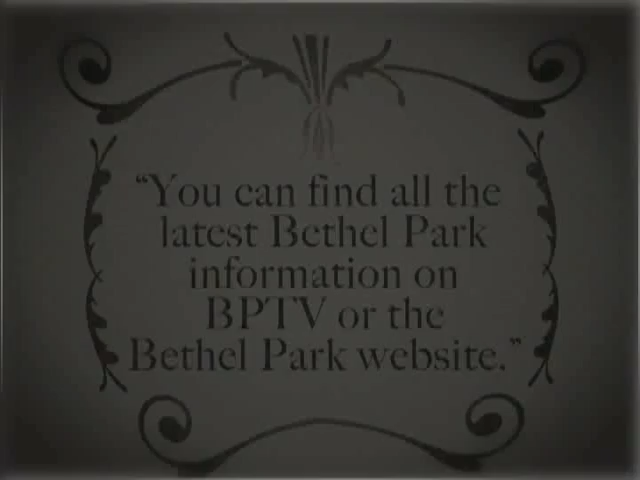 “You can find all the
latest Bethel Park
information on
BPTV or the
Bethel Park website.”